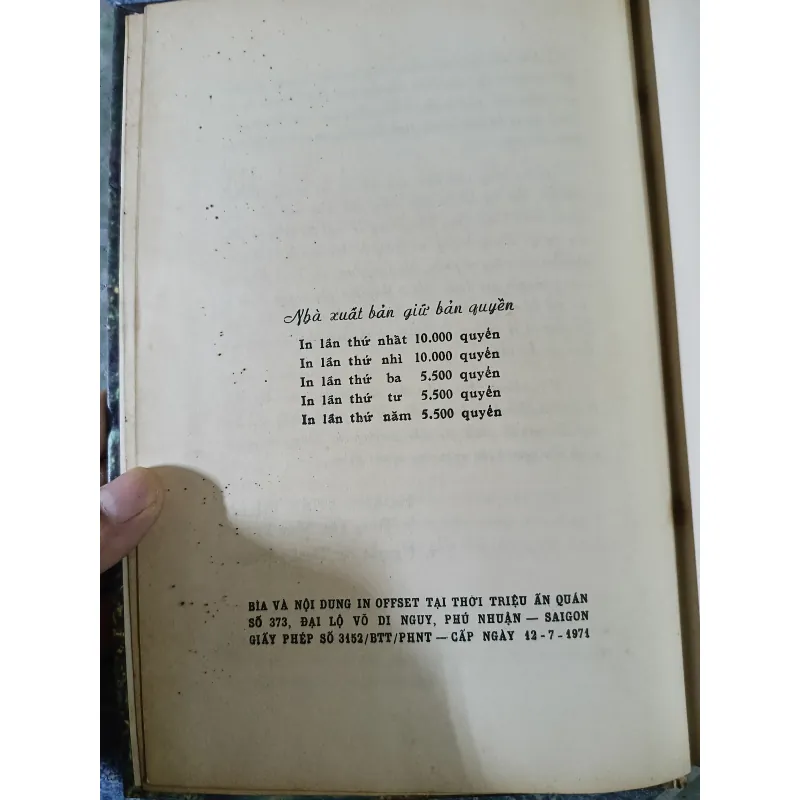 Nhà xuất bản giữ bản quyền
In lần thứ nhất 10.000 quyển
In lần thứ nhì 10.000 quyển
In lần thứ ba 5.500 quyển
In lần thứ tư 5.500 quyển
In lần thứ năm 5.500 quyển
BÌA VÀ NỘI DUNG IN OFFSET TẠI THỜI TRIỆU ẤN QUÁN
SỐ 373, ĐẠI LỘ VÕ DI NGUY, PHÚ NHUẬN — SAIGON
GIẤY PHÉP SỐ 3152/BTT/PHNT — CẤP NGÀY 12-7-1971